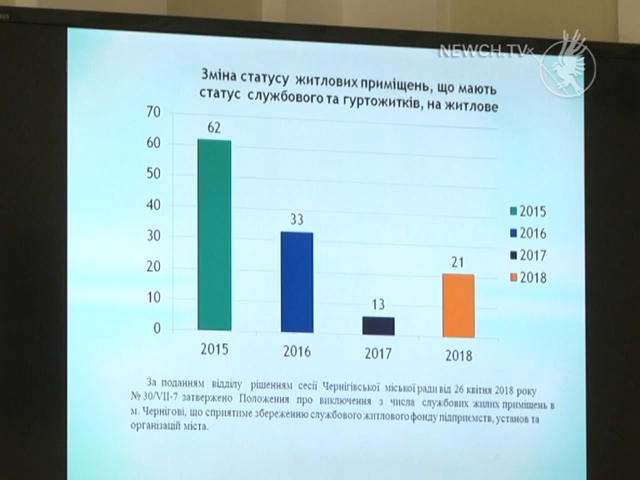 NEWCH.TV
Зміна статусу житлових приміщень, що мають
статус службового та гуртожитків, на житлове
70
60
50
40
30
20
10
0
62
33
13
21
2015
2016
2017
2018
2015
2016
2017
2018
За поданням відділу рішенням сесії Чернігівської міської ради від 26 квітня 2018 року
№ 30/VII-7 затверджено Положення про виключення з числа службових жилих приміщень в
м. Чернігові, що сприятиме збереженню службового житлового фонду підприємств, установ та
організацій міста.